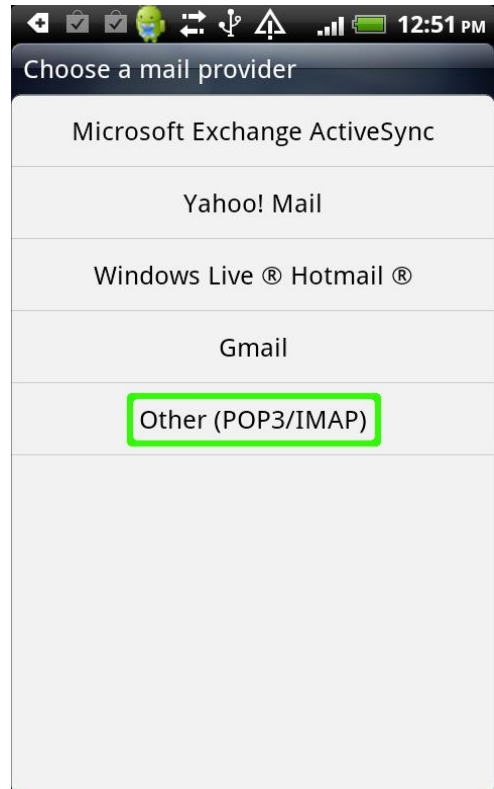 12:51 PM
Choose a mail provider
Microsoft Exchange ActiveSync
Yahoo! Mail
Windows Live ® Hotmail ®
Gmail
Other (POP3/IMAP)